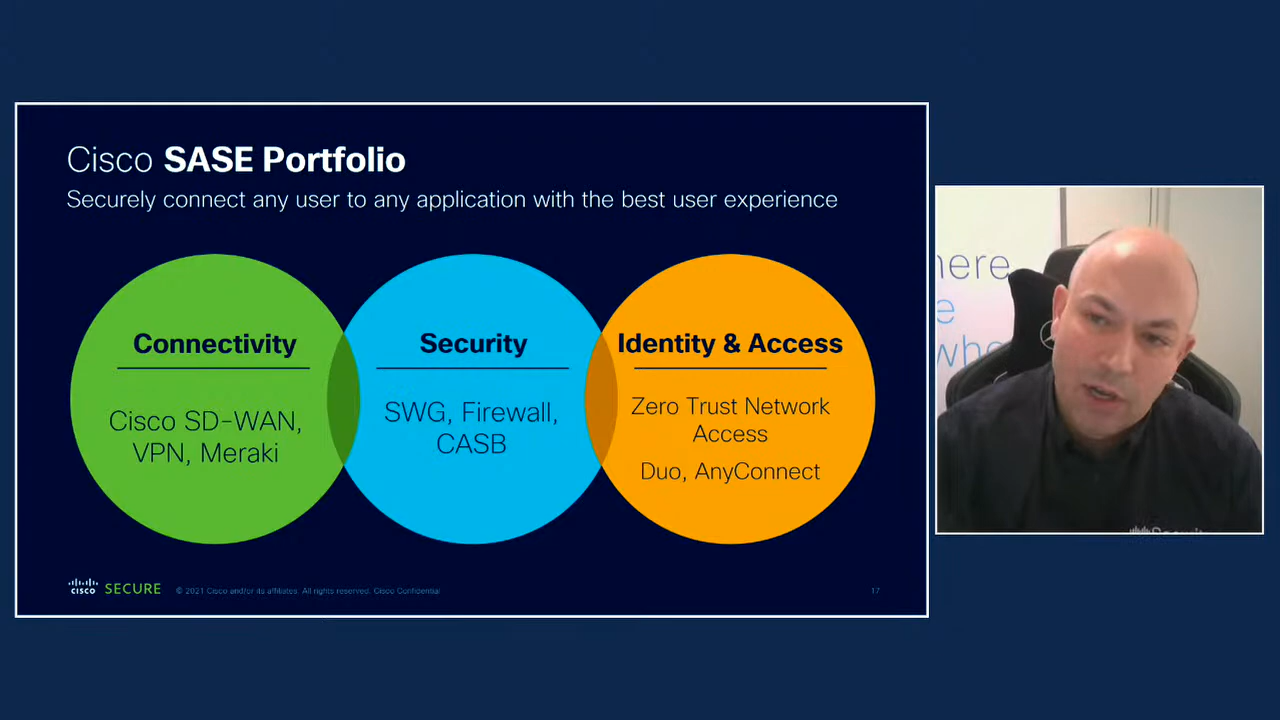 Cisco SASE Portfolio
Securely connect any user to any application with the best user experience
Connectivity
Cisco SD-WAN,
VPN, Meraki
Security
SWG, Firewall,
CASB
Identity & Access
Zero Trust Network
Access
Duo, AnyConnect
cisco SECURE
© 2021 Cisco and/or its affiliates. All rights reserved. Cisco Confidential
17